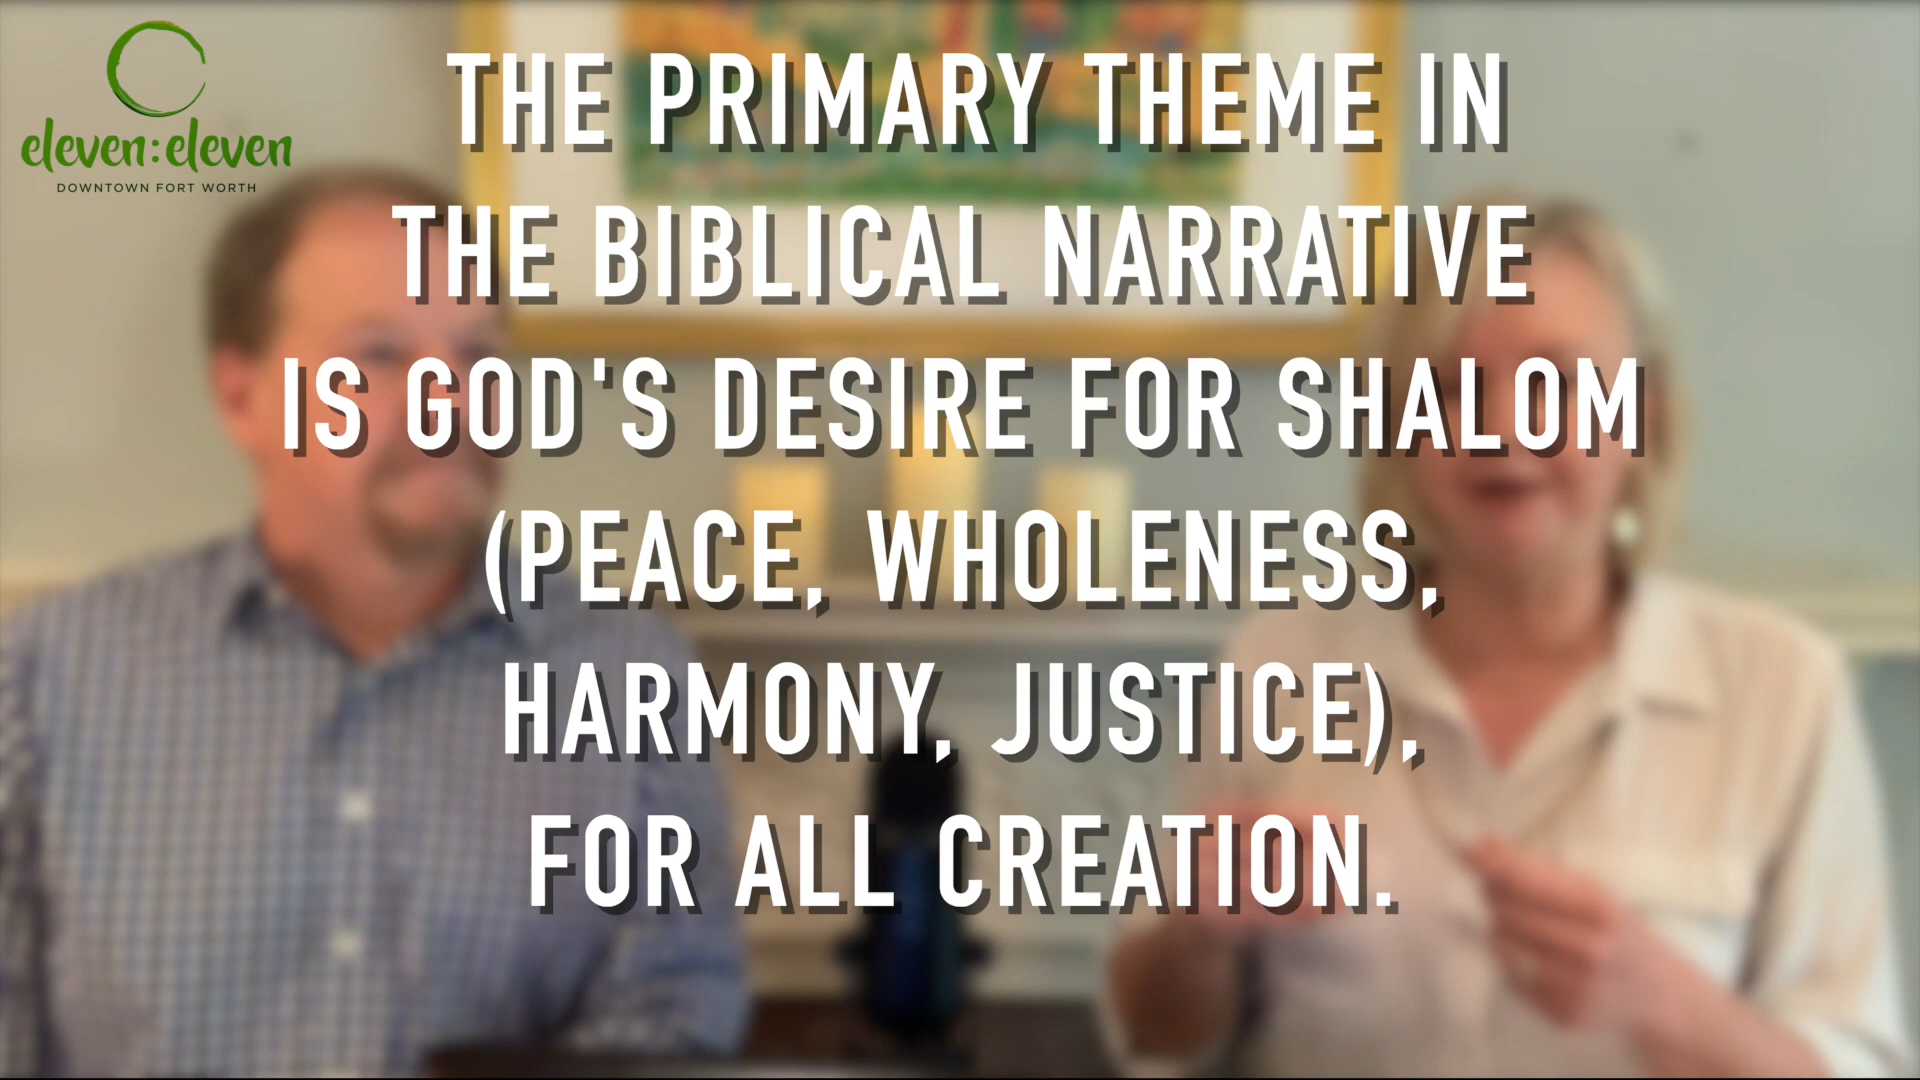 eleven:eleven
DOWNTOWN FORT WORTH
THE PRIMARY THEME IN
THE BIBLICAL NARRATIVE
IS GOD'S DESIRE FOR SHALOM
(PEACE, WHOLENESS,
HARMONY, JUSTICE),
FOR ALL CREATION.